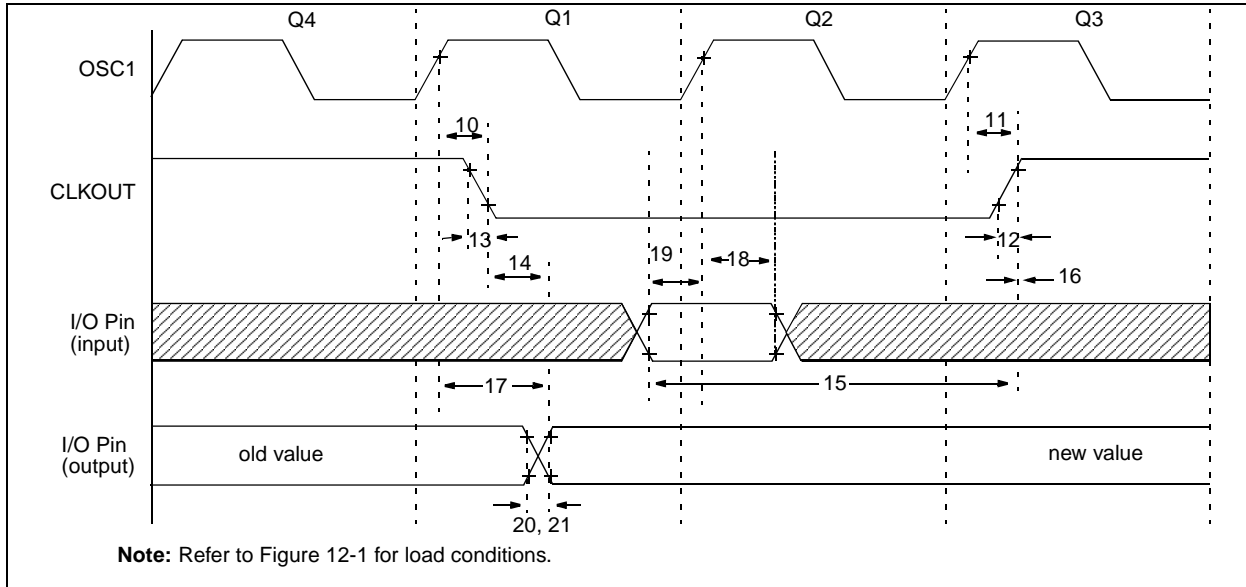 Q4 Q1 Q2 Q3
OSC1
10 11
CLKOUT
13 12
14 19 18 16
I/O Pin
(input)
17 15
I/O Pin
(output)
old value new value
20, 21
Note: Refer to Figure 12-1 for load conditions.